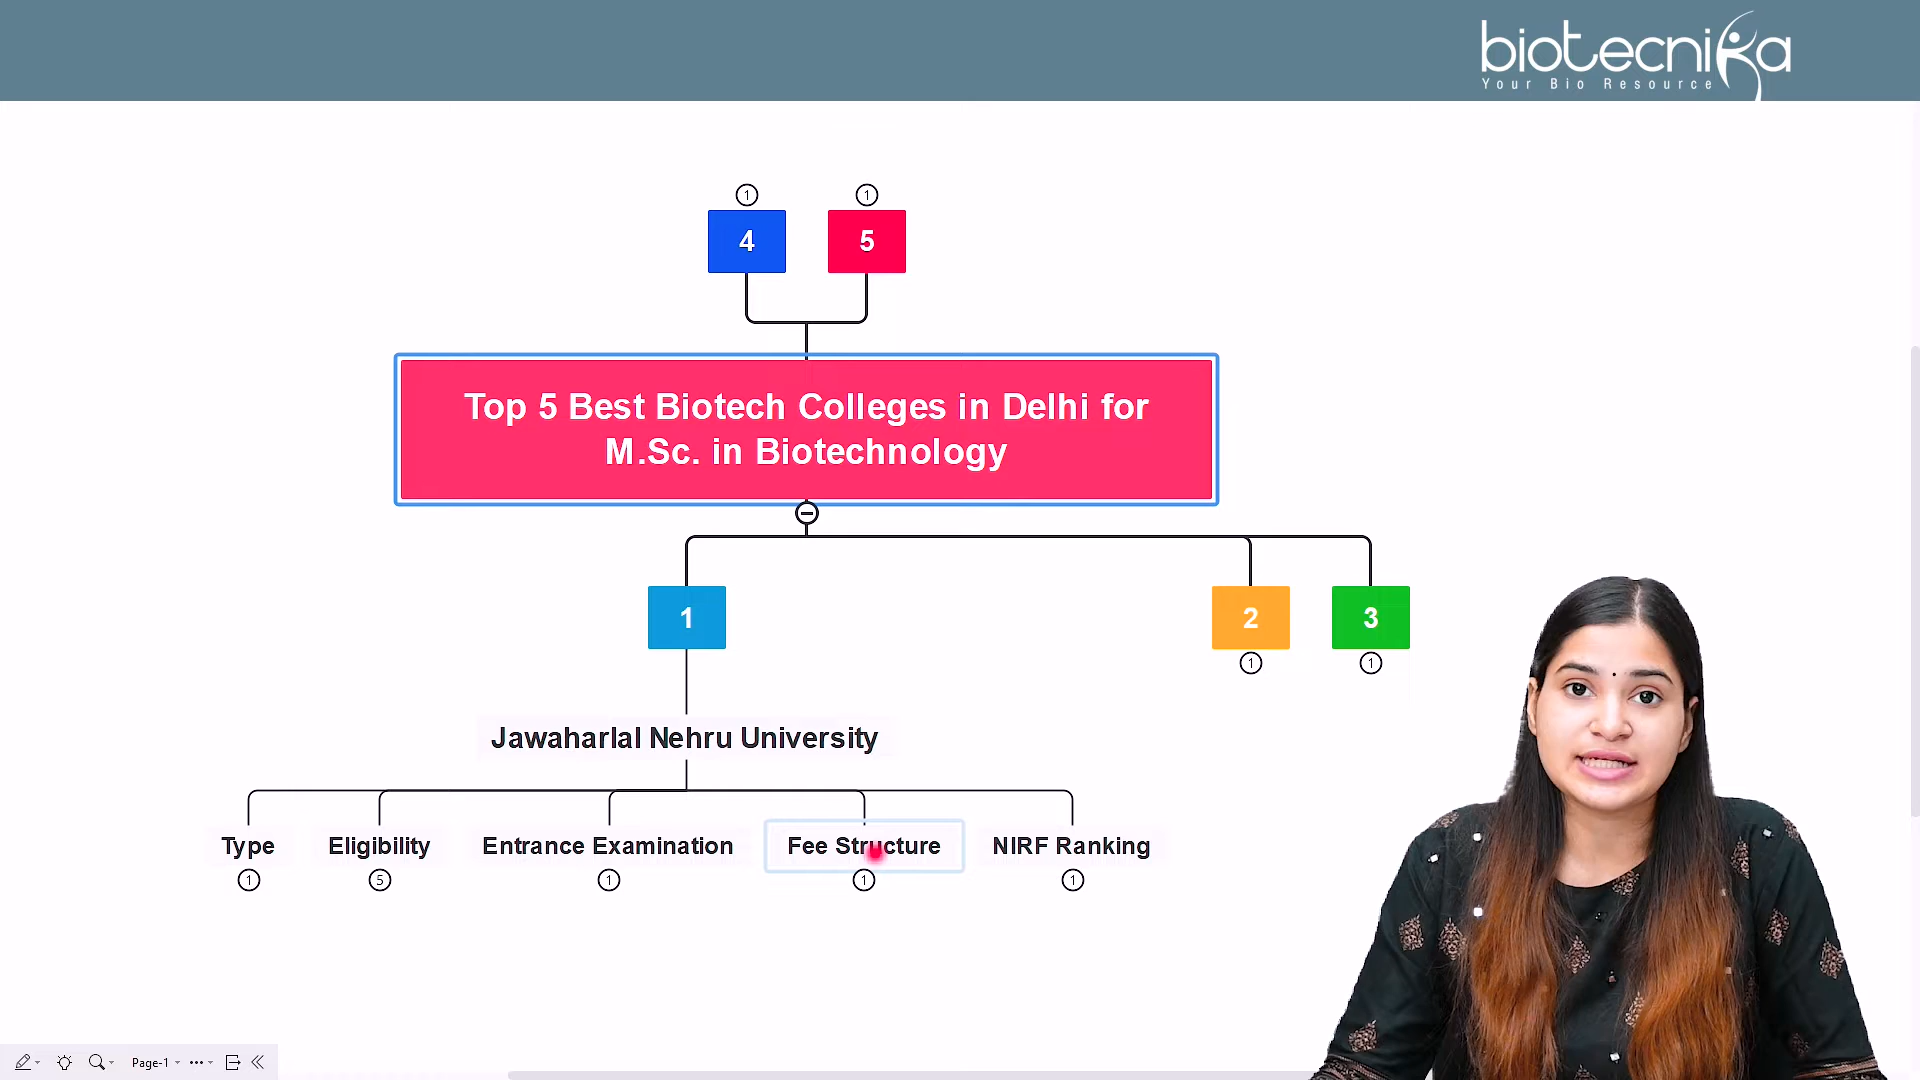 biotecnika
Your Bio Resource
1 1
4 5
Top 5 Best Biotech Colleges in Delhi for
M.Sc. in Biotechnology
1 2 3
1 1
Jawaharlal Nehru University
Type Eligibility Entrance Examination Fee Structure NIRF Ranking
1 5 1 1 1
Page-1